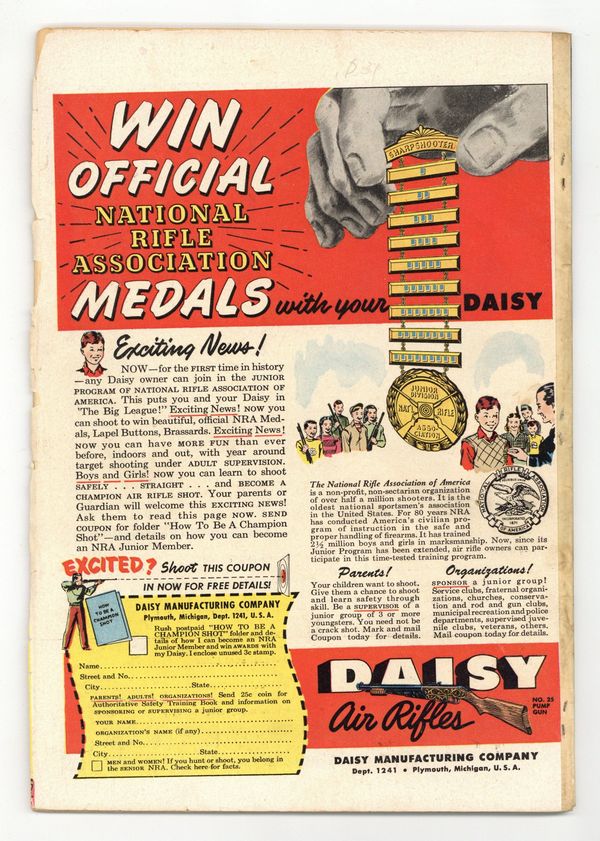 WIN
OFFICIAL
NATIONAL
RIFLE
ASSOCIATION
MEDALS with your DAISY
SHARPSHOOTER
JUNIOR
DIVISION
NAT'L RIFLE
ASSO-
CIATION
Exciting News!
NOW—for the FIRST time in history
—any Daisy owner can join in the JUNIOR
PROGRAM OF NATIONAL RIFLE ASSOCIATION OF
AMERICA. This puts you and your Daisy in
"The Big League!" Exciting News! NOW you
can shoot to win beautiful, official NRA Med-
als, Lapel Buttons, Brassards. Exciting News!
NOW you can have MORE FUN than ever
before, indoors and out, with year around
target shooting under ADULT SUPERVISION.
Boys and Girls! NOW you can learn to shoot
SAFELY . . . STRAIGHT . . . and BECOME A
CHAMPION AIR RIFLE SHOT. Your parents or
Guardian will welcome this EXCITING NEWS!
Ask them to read this page NOW. SEND
COUPON for folder "How To Be A Champion
Shot"—and details on how you can become
an NRA Junior Member.
The National Rifle Association of America
is a non-profit, non-sectarian organization
of over half a million shooters. It is the
oldest national sportsmen's association
in the United States. For 80 years NRA
has conducted America's civilian pro-
gram of instruction in the safe and
proper handling of firearms. It has trained
2½ million boys and girls in marksmanship. Now, since its
Junior Program has been extended, air rifle owners can par-
ticipate in this time-tested training program.
NATIONAL RIFLE ASSOCIATION
INCORPORATED
1871
OF AMERICA
Parents!
Your children want to shoot.
Give them a chance to shoot
and learn safety through
skill. Be a SUPERVISOR of a
junior group of 3 or more
youngsters. You need not be
a crack shot. Mark and mail
Coupon today for details.
Organizations!
SPONSOR a junior group!
Service clubs, fraternal organi-
zations, churches, conserva-
tion and rod and gun clubs,
municipal recreation and police
departments, supervised juve-
nile clubs, veterans, others.
Mail coupon today for details.
EXCITED? Shoot THIS COUPON
IN NOW FOR FREE DETAILS!
HOW
TO BE A
CHAMPION
SHOT
DAISY MANUFACTURING COMPANY
Plymouth, Michigan, Dept. 1241, U. S. A.
Rush postpaid "HOW TO BE A
CHAMPION SHOT" folder and de-
tails of how I can become an NRA
Junior Member and win AWARDS with
my Daisy. I enclose unused 3c stamp.
Name
Street and No.
City State
PARENTS! ADULTS! ORGANIZATIONS! Send 25c coin for
Authoritative Safety Training Book and information on
SPONSORING or SUPERVISING a junior group.
YOUR NAME
ORGANIZATION'S NAME (if any)
Street and No.
City State
MEN and WOMEN! If you hunt or shoot, you belong in
the SENIOR NRA. Check here for facts.
DAISY
Air Rifles
NO. 25
PUMP
GUN
DAISY MANUFACTURING COMPANY
Dept. 1241 • Plymouth, Michigan, U. S. A.